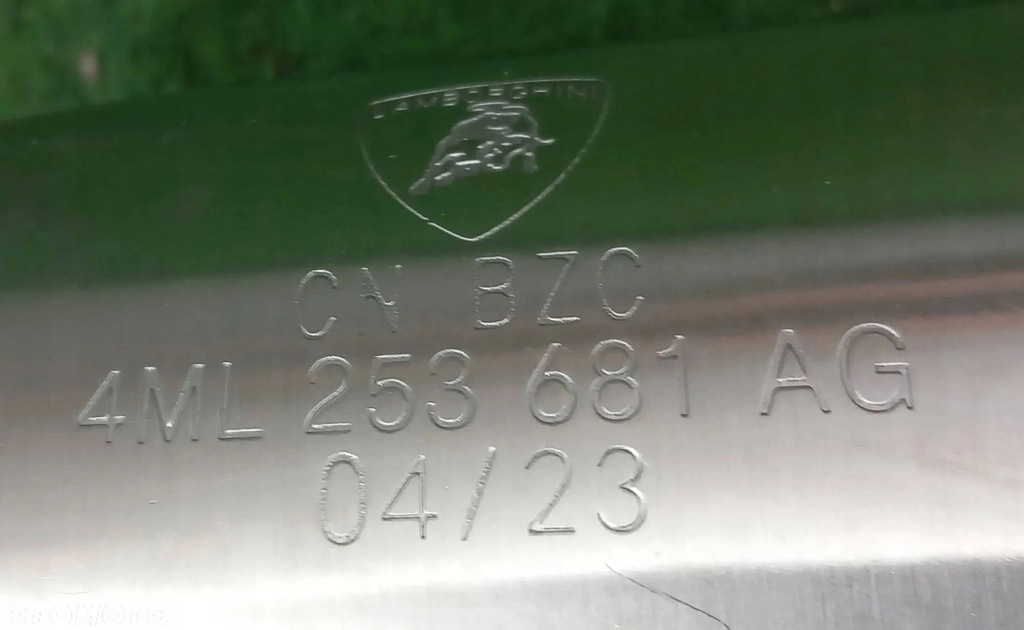 LAMBORGHINI
CN BZC
4ML 253 681 AG
04/23